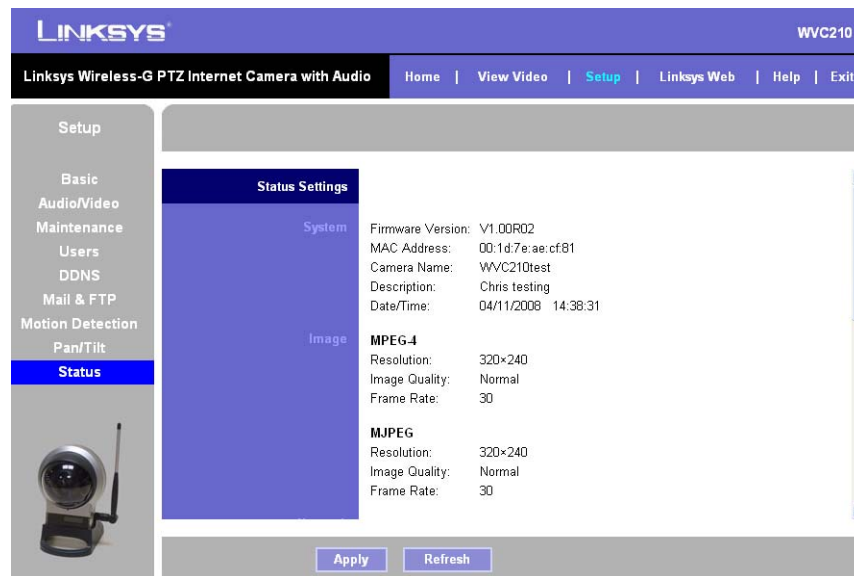 LINKSYS®
WVC210
Linksys Wireless-G PTZ Internet Camera with Audio
Home | View Video | Setup | Linksys Web | Help | Exit
Setup
Basic
Audio/Video
Maintenance
Users
DDNS
Mail & FTP
Motion Detection
Pan/Tilt
Status
Status Settings
System
Firmware Version: V1.00R02
MAC Address: 00:1d:7e:ae:cf:81
Camera Name: WVC210test
Description: Chris testing
Date/Time: 04/11/2008 14:38:31
Image
MPEG-4
Resolution: 320×240
Image Quality: Normal
Frame Rate: 30
MJPEG
Resolution: 320×240
Image Quality: Normal
Frame Rate: 30
Apply
Refresh